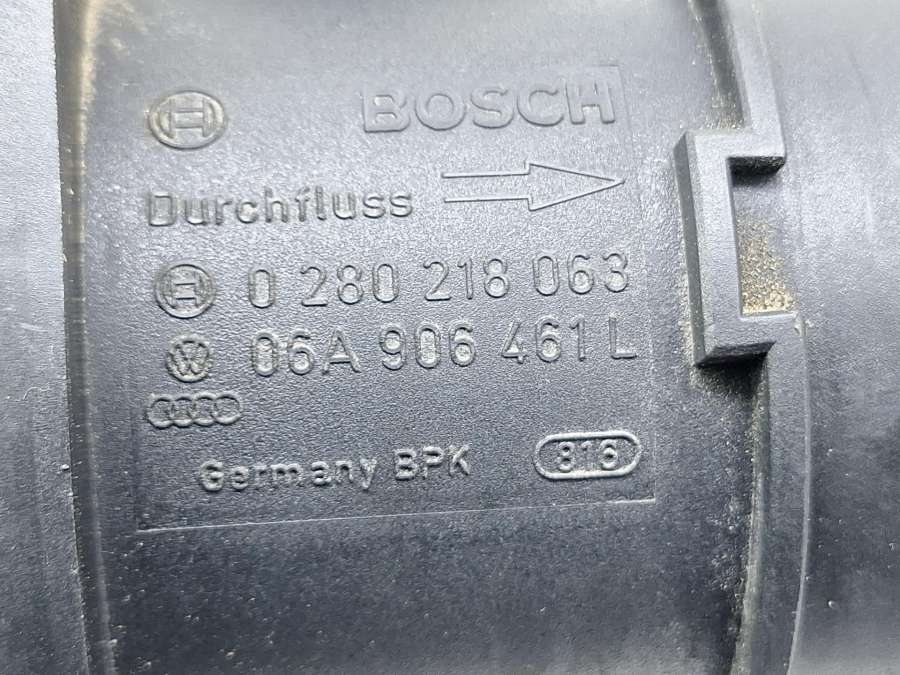 BOSCH
Durchfluss
0 280 218 063
06A 906 461 L
Germany BPK 816